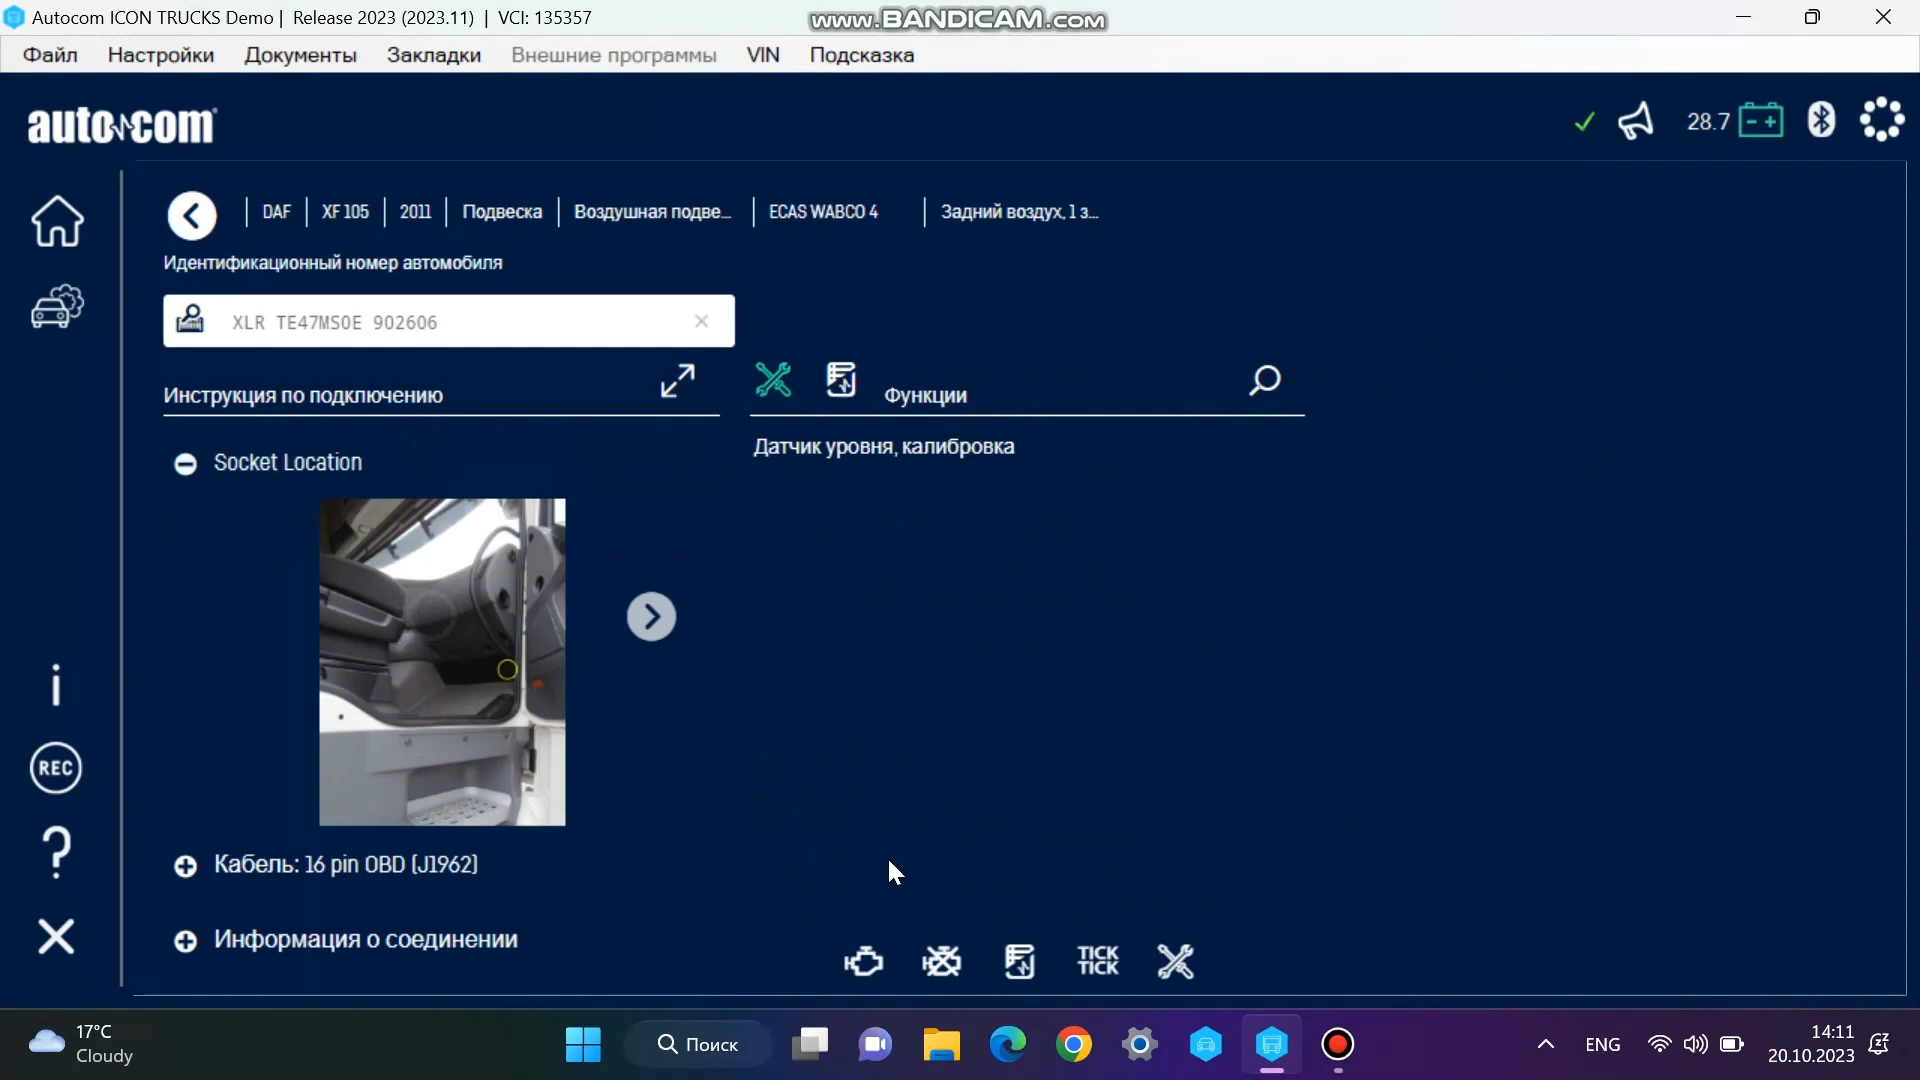 Autocom ICON TRUCKS Demo | Release 2023 (2023.11) | VCI: 135357
www.BANDICAM.com
Файл Настройки Документы Закладки Внешние программы VIN Подсказка
autocom
28.7
DAF | XF 105 | 2011 | Подвеска | Воздушная подве... | ECAS WABCO 4 | Задний воздух, 1 з...
Идентификационный номер автомобиля
XLR TE47MS0E 902606
Инструкция по подключению
Функции
Socket Location
Датчик уровня, калибровка
Кабель: 16 pin OBD (J1962)
Информация о соединении
REC
TICK
TICK
17°C
Cloudy
Поиск
ENG
14:11
20.10.2023